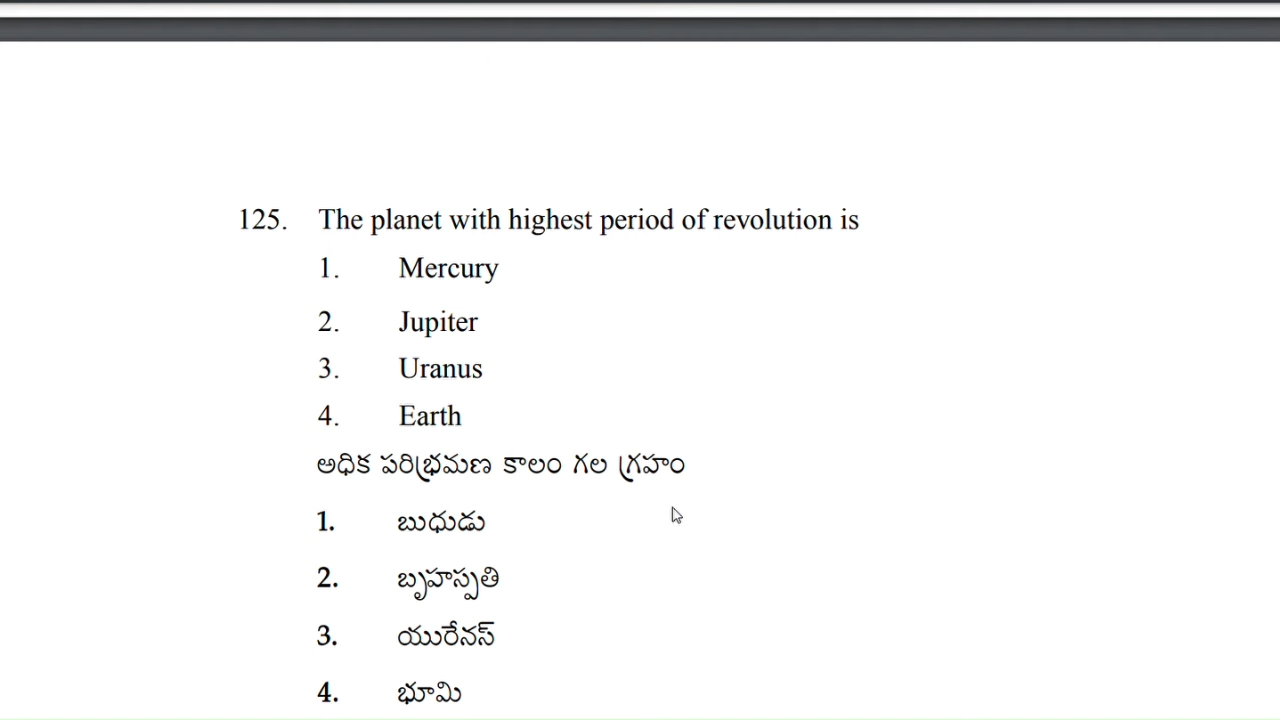 125. The planet with highest period of revolution is
1. Mercury
2. Jupiter
3. Uranus
4. Earth
అధిక పరిభ్రమణ కాలం గల గ్రహం
1. బుధుడు
2. బృహస్పతి
3. యురేనస్
4. భూమి